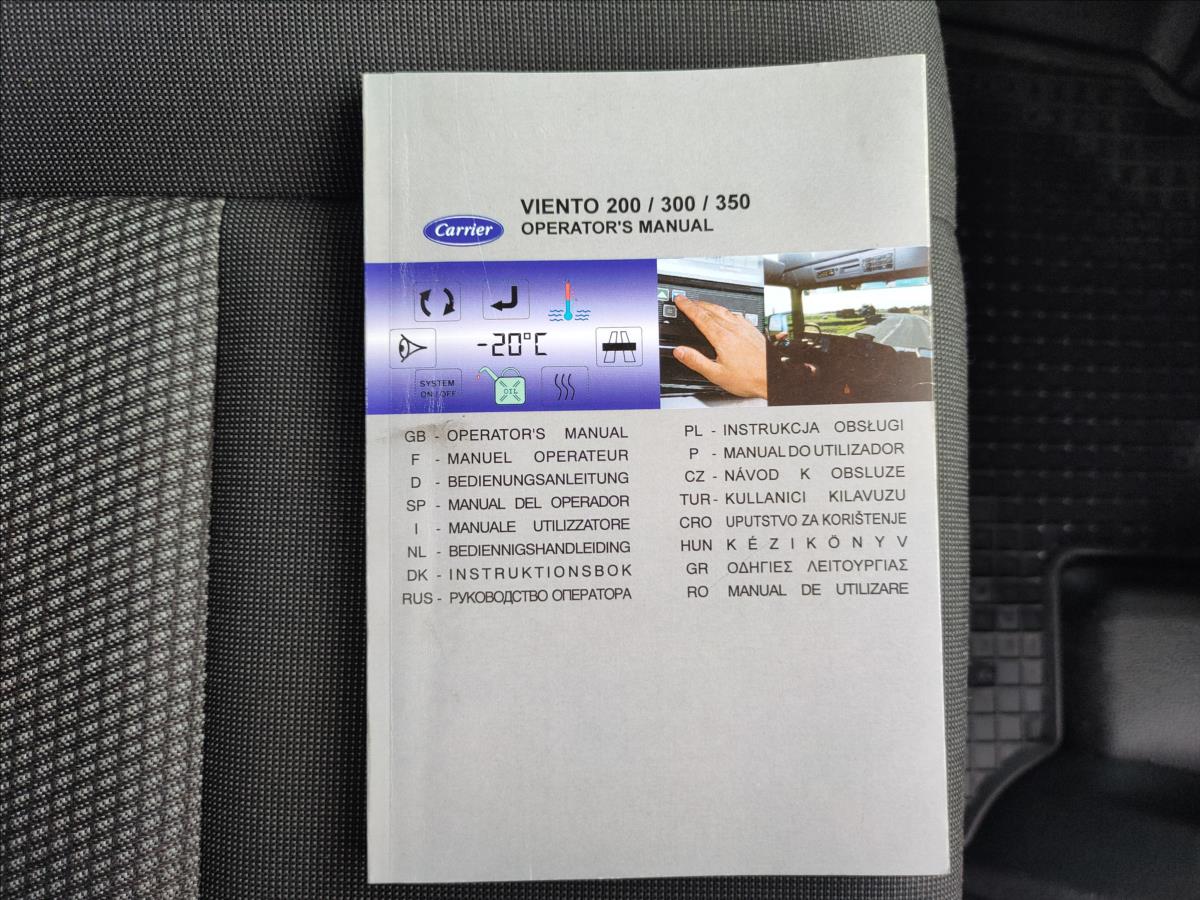 VIENTO 200 / 300 / 350
Carrier
OPERATOR'S MANUAL
-20°C
SYSTEM
ON / OFF
OIL
GB - OPERATOR'S MANUAL
F - MANUEL OPERATEUR
D - BEDIENUNGSANLEITUNG
SP - MANUAL DEL OPERADOR
I - MANUALE UTILIZZATORE
NL - BEDIENNIGSHANDLEIDING
DK - INSTRUKTIONSBOK
RUS - РУКОВОДСТВО ОПЕРАТОРА
PL - INSTRUKCJA OBSŁUGI
P - MANUAL DO UTILIZADOR
CZ - NÁVOD K OBSLUZE
TUR - KULLANICI KILAVUZU
CRO UPUTSTVO ZA KORIŠTENJE
HUN KÉZIKÖNYV
GR ΟΔΗΓΙΕΣ ΛΕΙΤΟΥΡΓΙΑΣ
RO MANUAL DE UTILIZARE